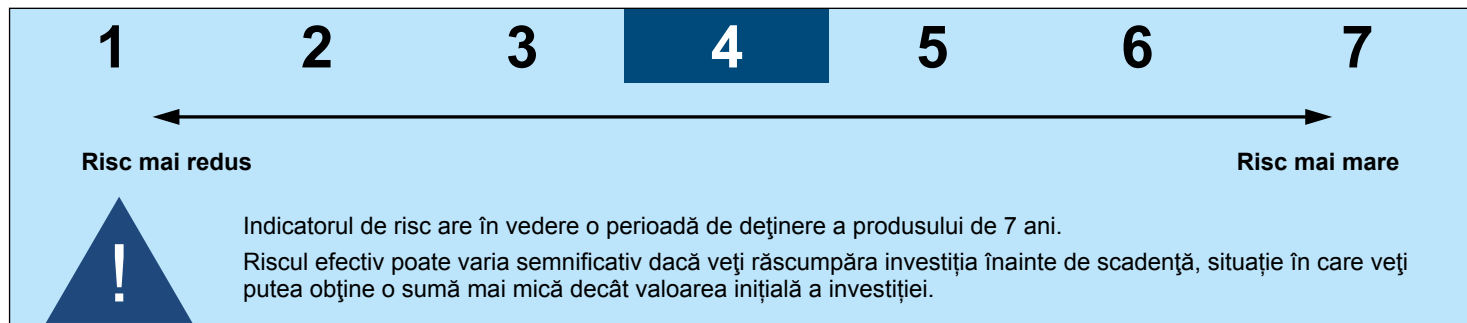 1 2 3 4 5 6 7
Risc mai redus Risc mai mare
!
Indicatorul de risc are în vedere o perioadă de deţinere a produsului de 7 ani.
Riscul efectiv poate varia semnificativ dacă veţi răscumpăra investiția înainte de scadenţă, situație în care veţi
putea obţine o sumă mai mică decât valoarea inițială a investiției.